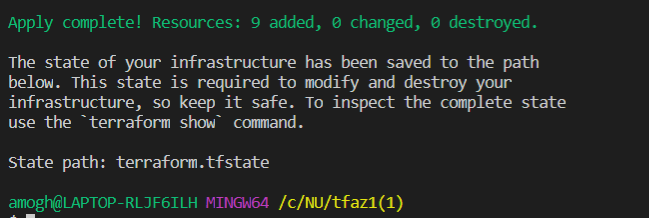 Apply complete! Resources: 9 added, 0 changed, 0 destroyed.
The state of your infrastructure has been saved to the path
below. This state is required to modify and destroy your
infrastructure, so keep it safe. To inspect the complete state
use the `terraform show` command.
State path: terraform.tfstate
amogh@LAPTOP-RLJF6ILH MINGW64 /c/NU/tfaz1(1)